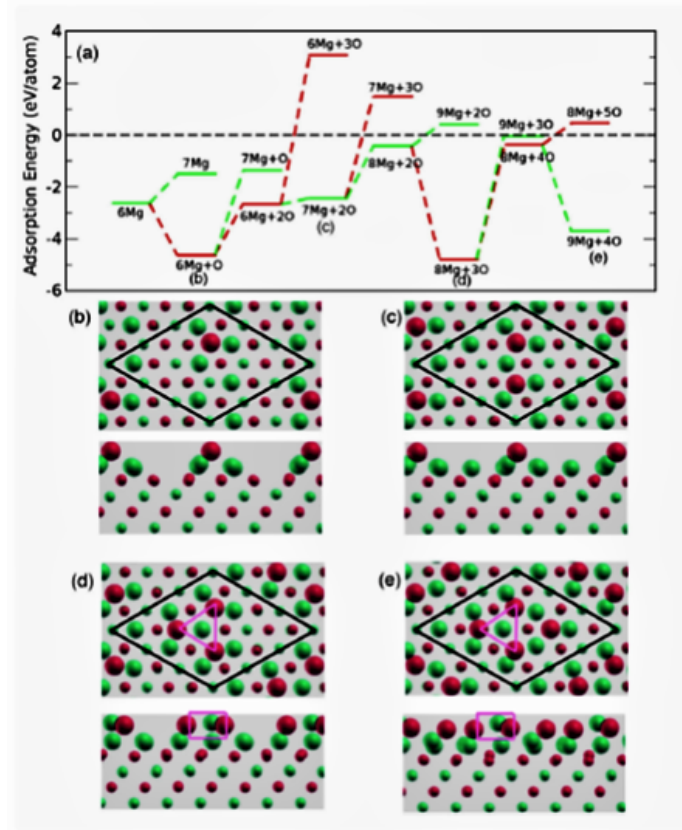 4
(a)
6Mg+3O
2
7Mg+3O
9Mg+2O
9Mg+3O
8Mg+5O
0
7Mg
7Mg+O
8Mg+2O
8Mg+4O
-2
6Mg
6Mg+2O
7Mg+2O
(c)
-4
6Mg+O
(b)
8Mg+3O
(d)
9Mg+4O
(e)
-6
Adsorption Energy (eV/atom)
(b)
(c)
(d)
(e)